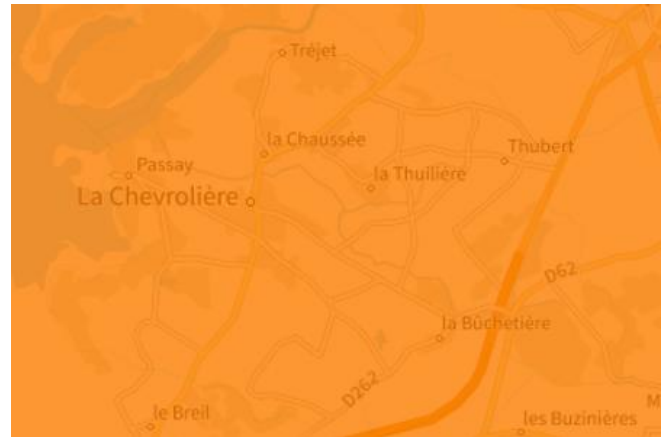 Tréjet
la Chaussée
Thubert
Passay
la Thuilière
La Chevrolière
D62
la Bûchetière
D262
le Breil
M
les Buzinières